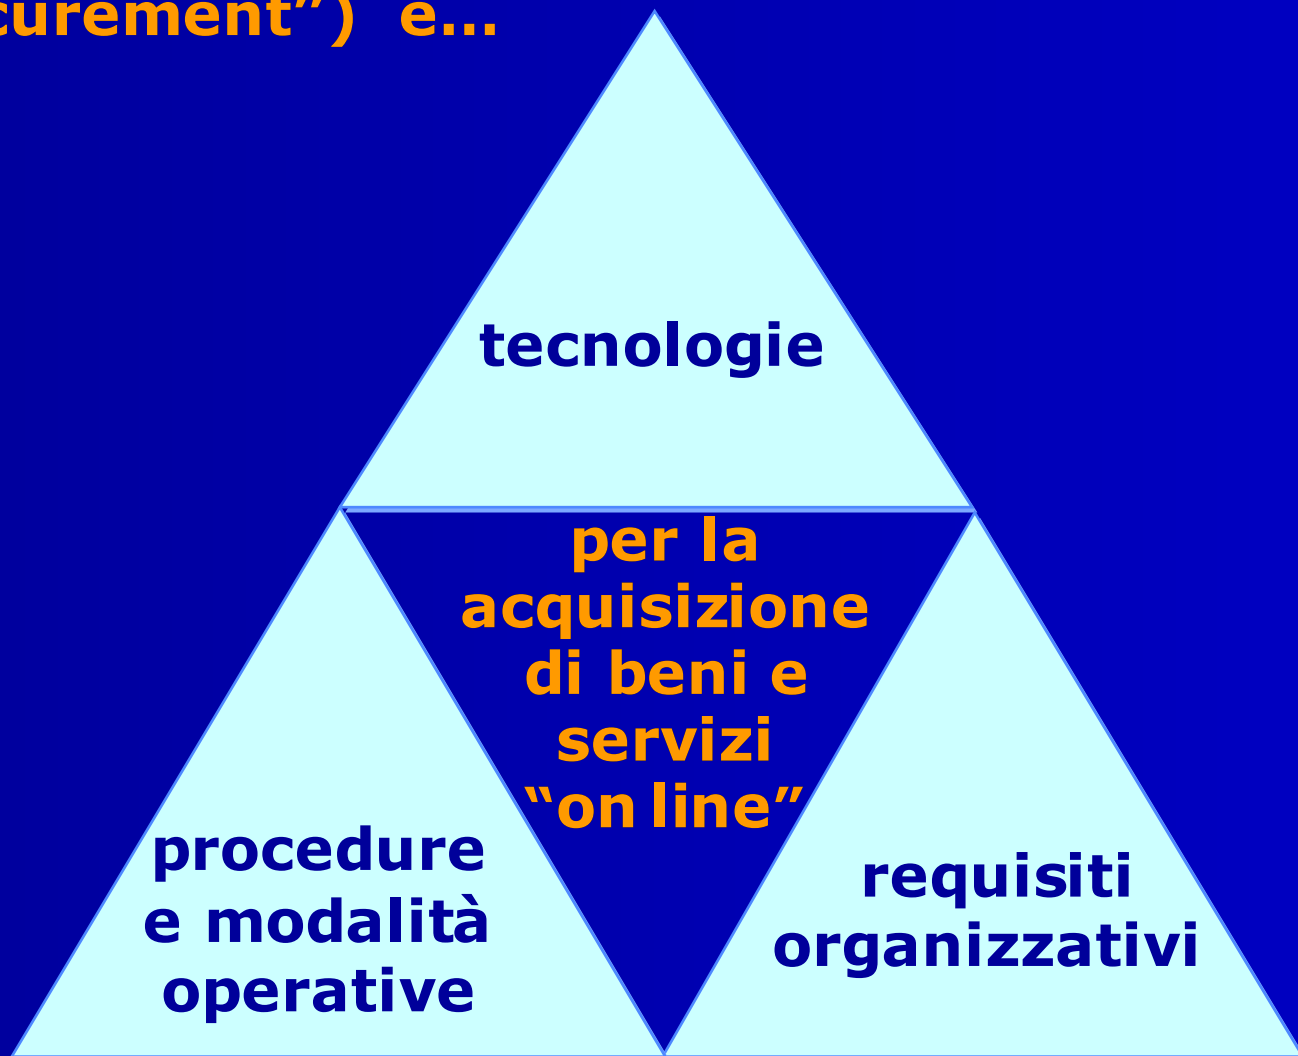 curement”) e...
tecnologie
per la
acquisizione
di beni e
servizi
“on line”
procedure
e modalità
operative
requisiti
organizzativi